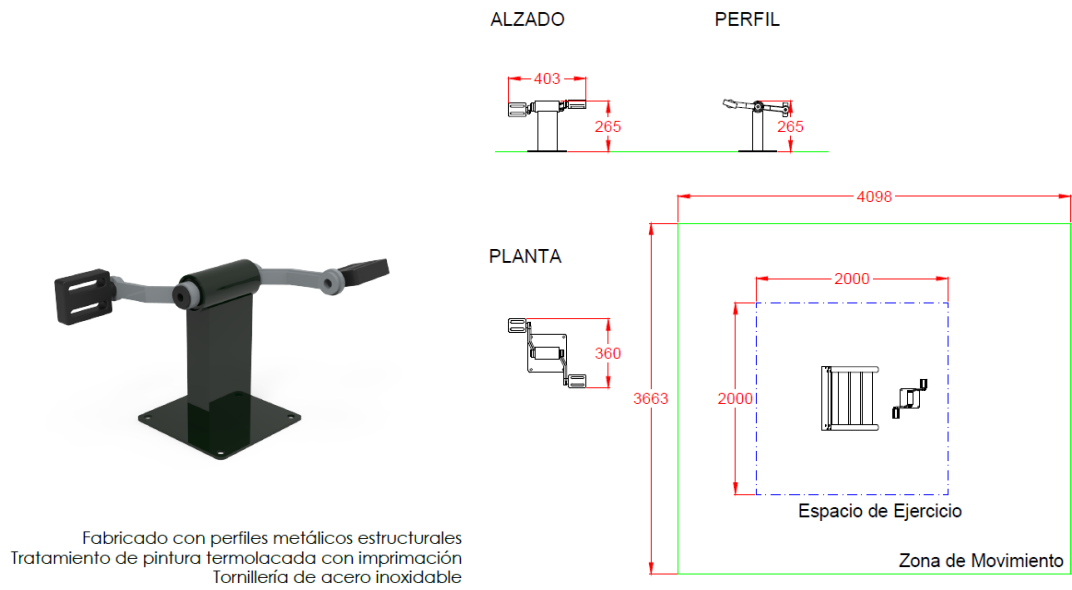 ALZADO
PERFIL
403
265
265
4098
PLANTA
2000
360
3663
2000
Espacio de Ejercicio
Zona de Movimiento
Fabricado con perfiles metálicos estructurales
Tratamiento de pintura termolacada con imprimación
Tornillería de acero inoxidable